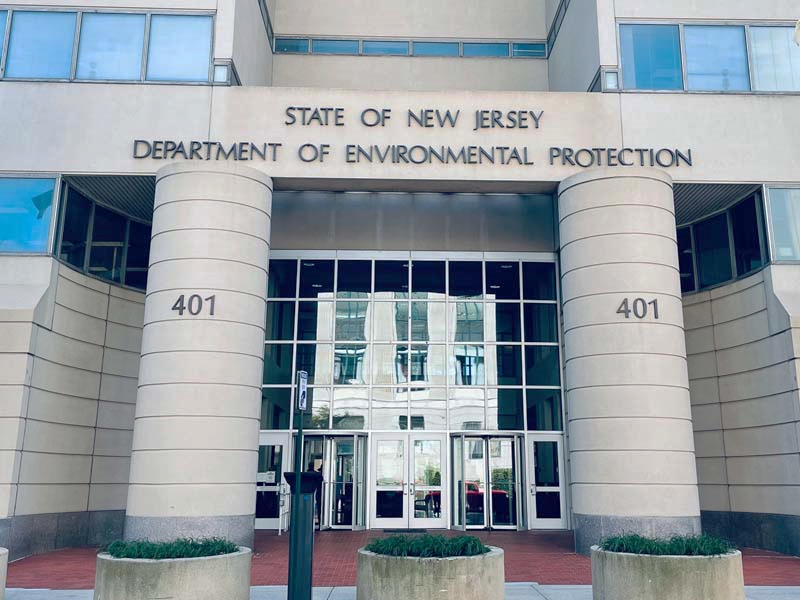 STATE OF NEW JERSEY
DEPARTMENT OF ENVIRONMENTAL PROTECTION
401
401